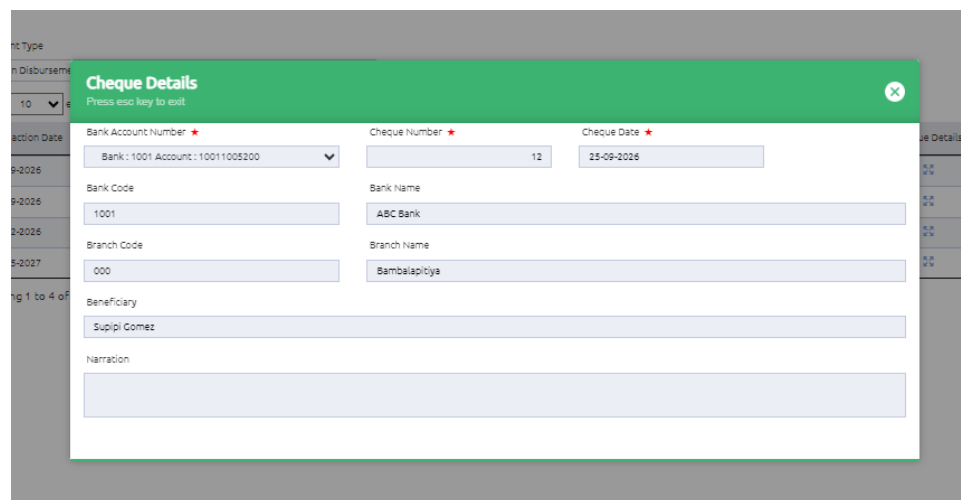 nt Type
n Disburseme
Cheque Details
Press esc key to exit
10 e
Bank Account Number ★ Cheque Number ★ Cheque Date ★
action Date ue Details
Bank : 1001 Account : 10011005200 12 25-09-2026
9-2026
Bank Code Bank Name
9-2026
1001 ABC Bank
2-2026
Branch Code Branch Name
5-2027
000 Bambalapitiya
ng 1 to 4 of
Beneficiary
Supipi Gomez
Narration